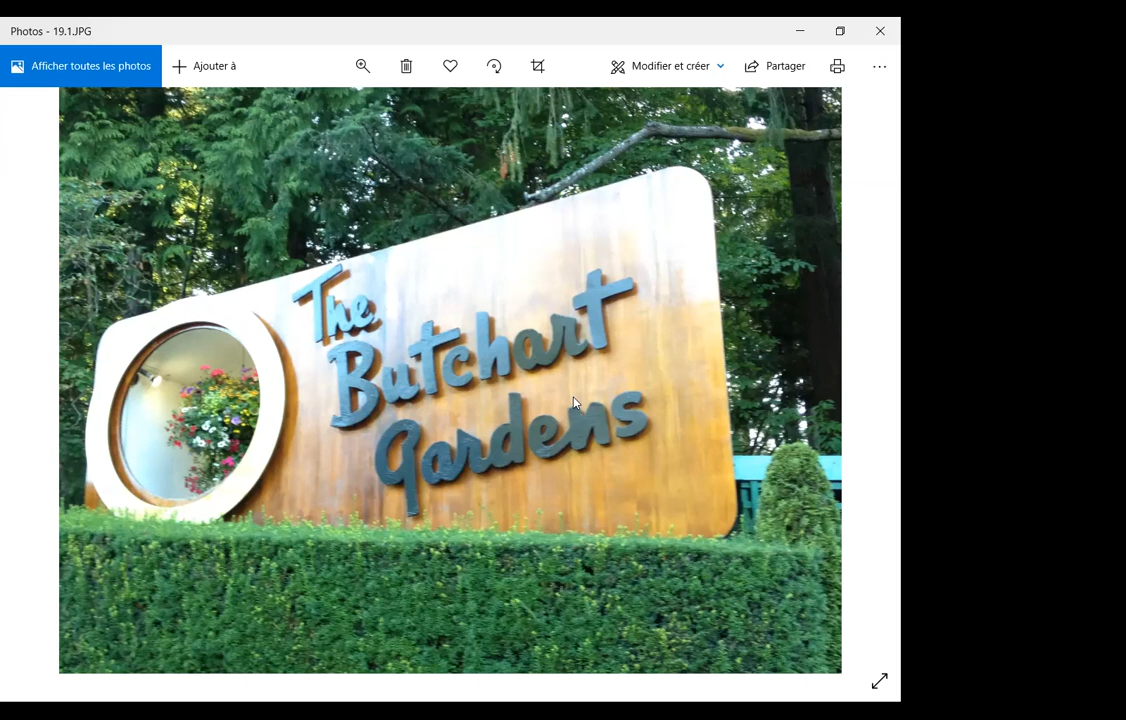 Photos - 19.1.JPG
Afficher toutes les photos
Ajouter à
Modifier et créer
Partager
The
Butchart
Gardens